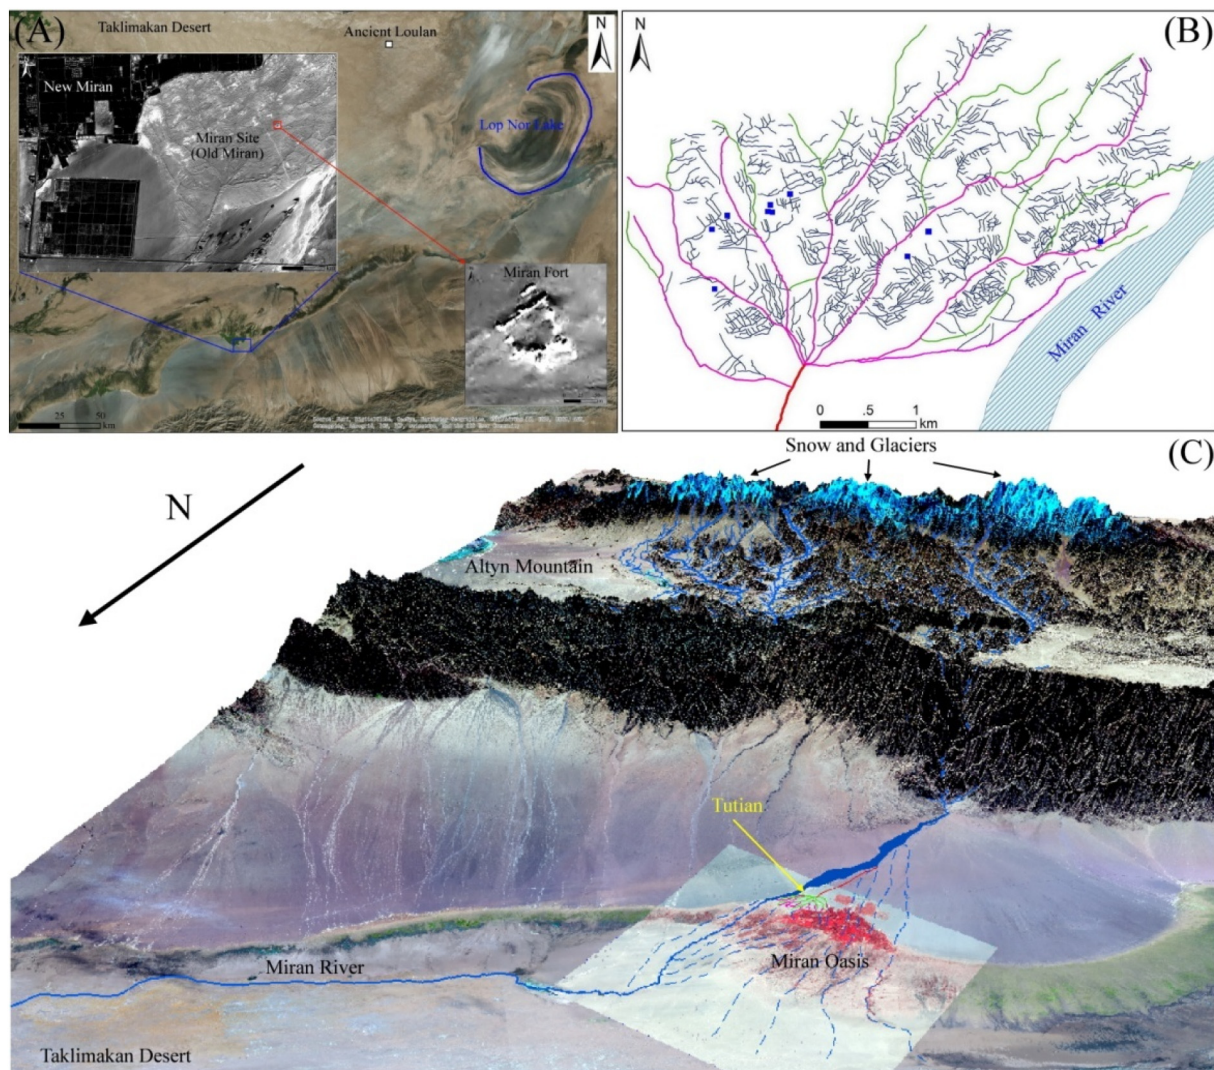 (A)
Taklimakan Desert
Ancient Loulan
N
New Miran
Miran Site
(Old Miran)
Lop Nor Lake
Miran Fort
0 25 50
km
(B)
N
Miran River
0 .5 1
km
(C)
Snow and Glaciers
N
Altyn Mountain
Tutian
Miran River
Miran Oasis
Taklimakan Desert